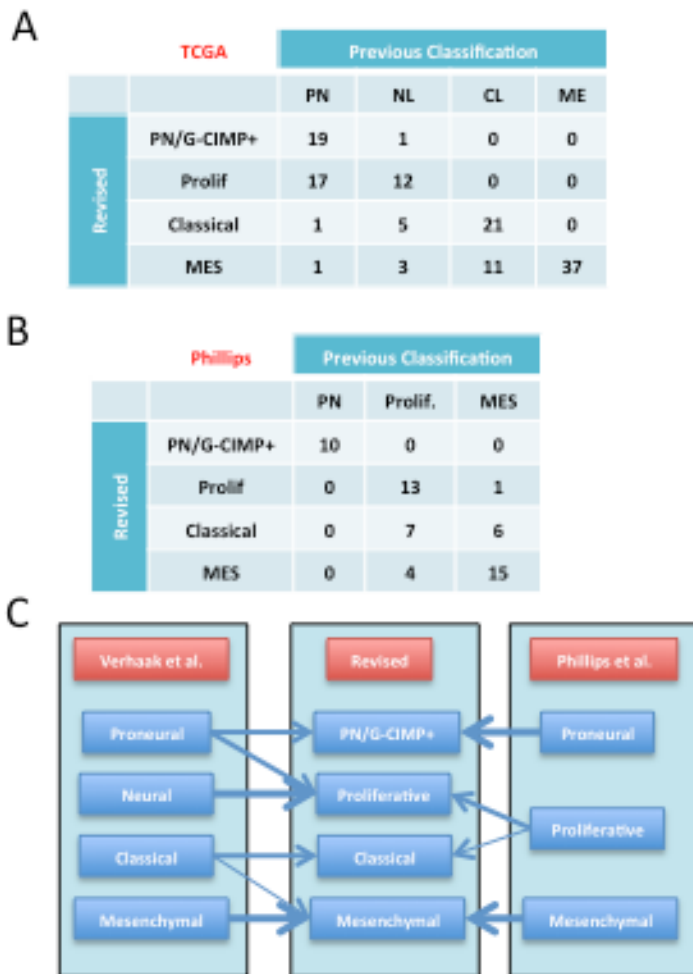 A
TCGA Previous Classification
PN NL CL ME
Revised
PN/G-CIMP+ 19 1 0 0
Prolif 17 12 0 0
Classical 1 5 21 0
MES 1 3 11 37
B
Phillips Previous Classification
PN Prolif. MES
Revised
PN/G-CIMP+ 10 0 0
Prolif 0 13 1
Classical 0 7 6
MES 0 4 15
C
Verhaak et al. Revised Phillips et al.
Proneural PN/G-CIMP+ Proneural
Neural Proliferative
Proliferative
Classical Classical
Mesenchymal Mesenchymal Mesenchymal